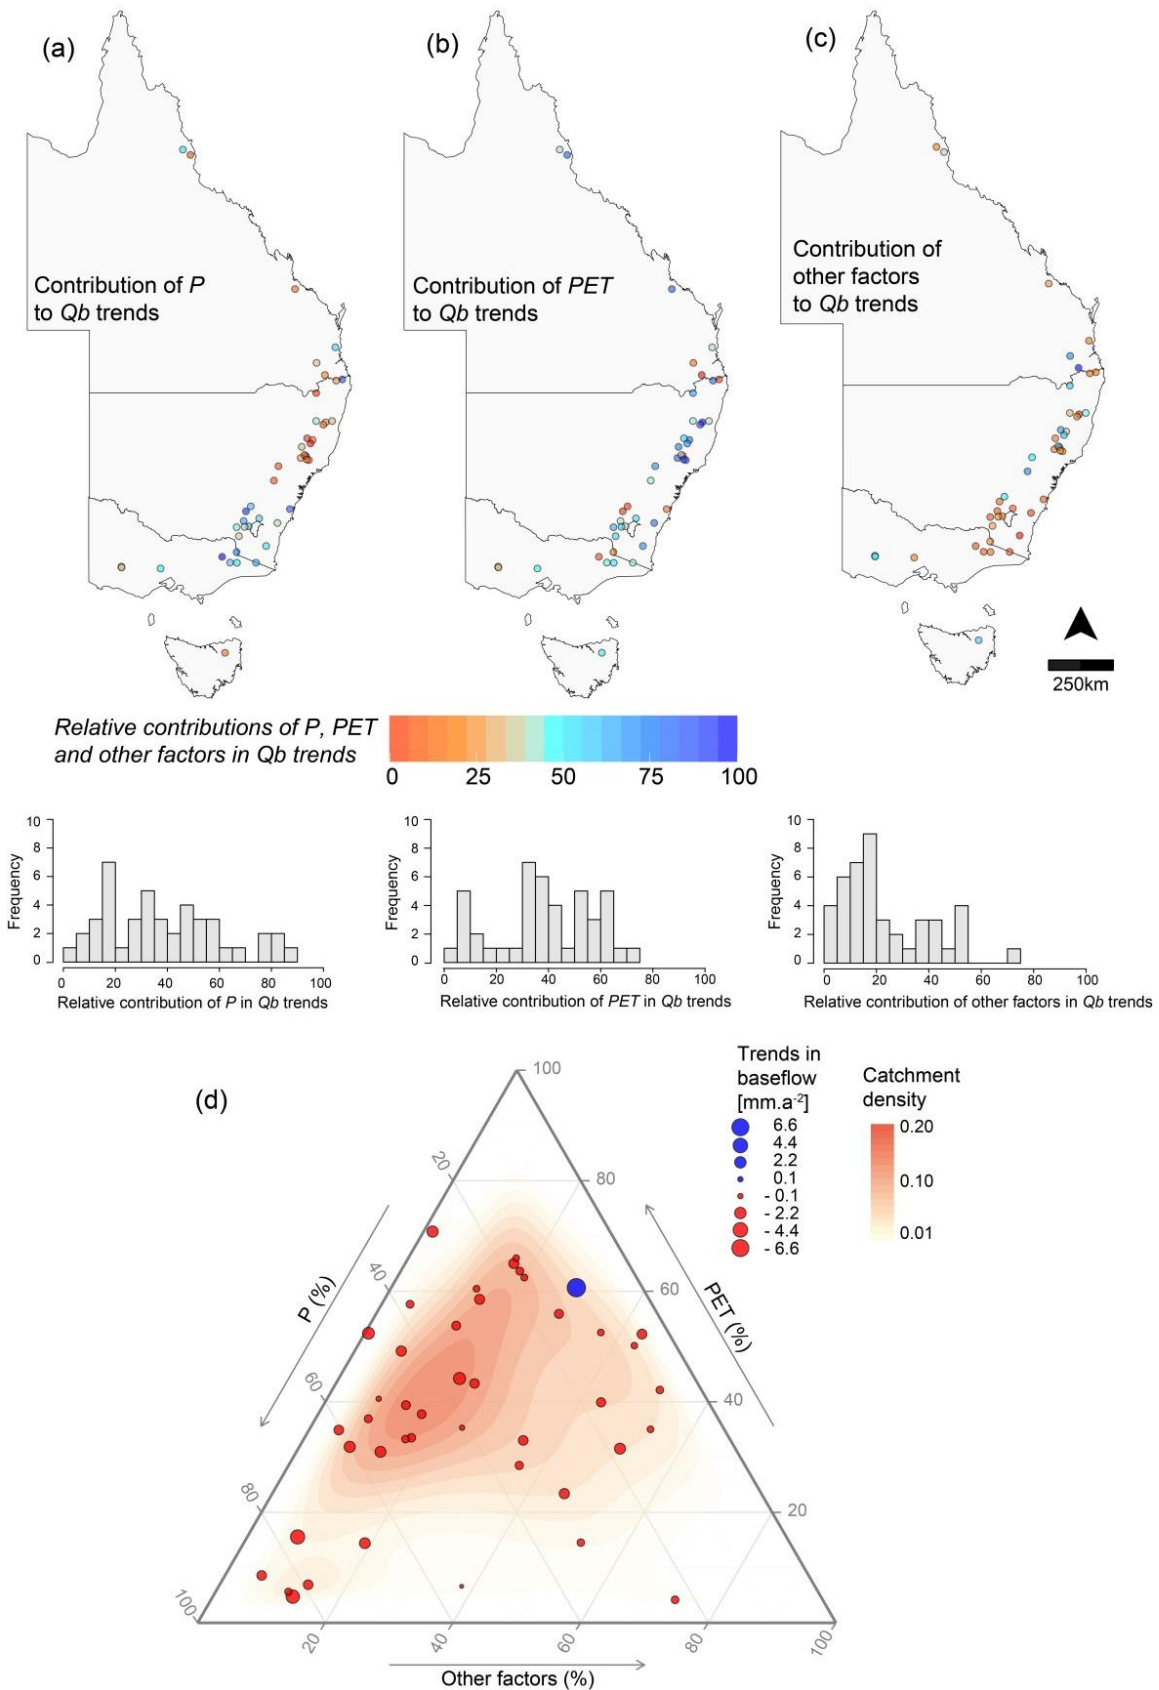 (a)
(b)
(c)
Contribution of P
to Qb trends
Contribution of PET
to Qb trends
Contribution of
other factors
to Qb trends
250km
Relative contributions of P, PET
and other factors in Qb trends
0 25 50 75 100
Frequency
10
8
6
4
2
0
0 20 40 60 80 100
Relative contribution of P in Qb trends
Frequency
10
8
6
4
2
0
0 20 40 60 80 100
Relative contribution of PET in Qb trends
Frequency
10
8
6
4
2
0
0 20 40 60 80 100
Relative contribution of other factors in Qb trends
(d)
Trends in
baseflow
[mm.a-2]
6.6
4.4
2.2
0.1
- 0.1
- 2.2
- 4.4
- 6.6
Catchment
density
0.20
0.10
0.01
100
80
60
40
20
PET (%)
20
40
60
80
100
P (%)
20
40
60
80
100
Other factors (%)